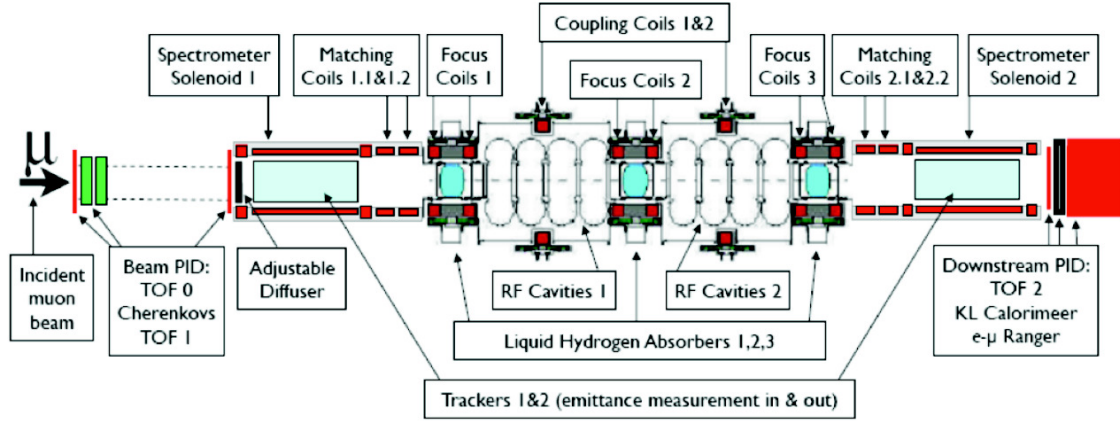 Coupling Coils 1&2
Spectrometer
Solenoid 1
Matching
Coils 1.1&1.2
Focus
Coils 1
Focus Coils 2
Focus
Coils 3
Matching
Coils 2.1&2.2
Spectrometer
Solenoid 2
μ
Incident
muon
beam
Beam PID:
TOF 0
Cherenkovs
TOF 1
Adjustable
Diffuser
RF Cavities 1
RF Cavities 2
Downstream PID:
TOF 2
KL Calorimeer
e-μ Ranger
Liquid Hydrogen Absorbers 1,2,3
Trackers 1&2 (emittance measurement in & out)